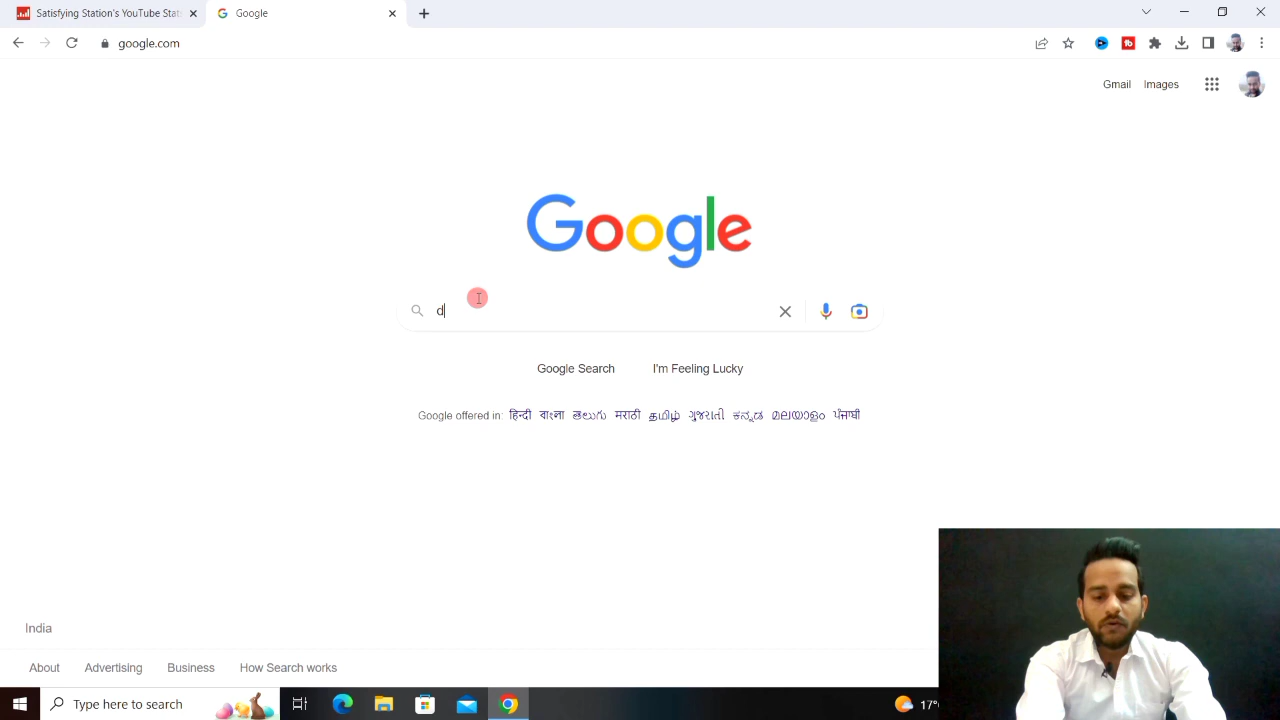 Satisfying Station's YouTube Stat
Google
google.com
Gmail Images
Google
d
Google Search I'm Feeling Lucky
Google offered in: हिन्दी বাংলা తెలుగు मराठी தமிழ் ગુજરાતી ಕನ್ನಡ മലയാളം ਪੰਜਾਬੀ
India
About Advertising Business How Search works
Type here to search
17°